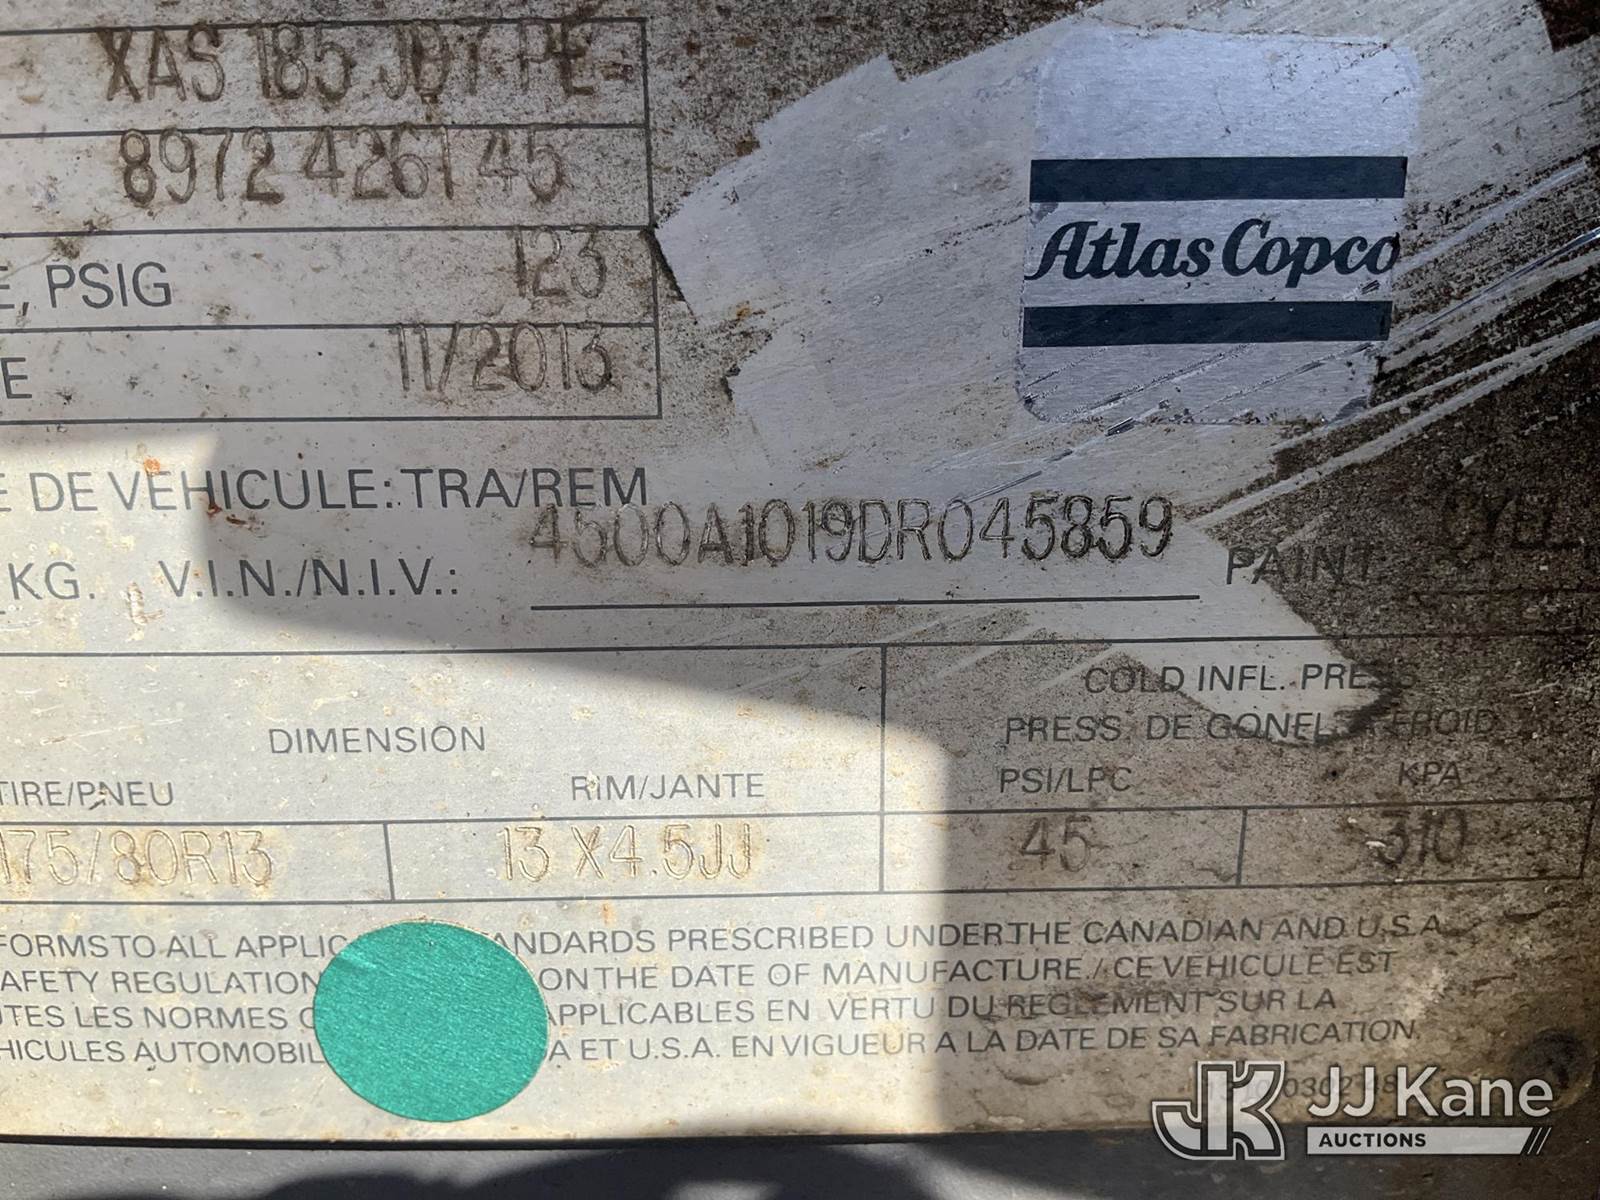 XAS 185 JD7 PE
8972 426145
E, PSIG 123
E 11/2013
Atlas Copco
E DE VEHICULE: TRA/REM
KG. V.I.N./N.I.V.: 4500A1019DR045859 PAINT
COLD INFL. PRESS
DIMENSION PRESS. DE GONFL. A FROID
TIRE/PNEU RIM/JANTE PSI/LPC KPA
175/80R13 13 X4.5JJ 45 310
FORMS TO ALL APPLIC ANDARDS PRESCRIBED UNDER THE CANADIAN AND U.S.A
AFETY REGULATION ON THE DATE OF MANUFACTURE./ CE VEHICULE EST
UTES LES NORMES APPLICABLES EN VERTU DU REGLEMENT SUR LA
HICULES AUTOMOBIL A ET U.S.A. EN VIGUEUR A LA DATE DE SA FABRICATION.
JK JJ Kane
AUCTIONS